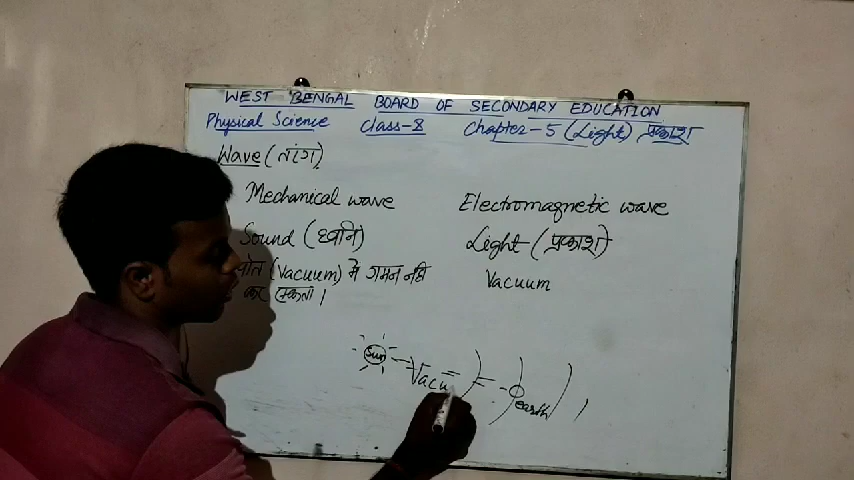 WEST BENGAL BOARD OF SECONDARY EDUCATION
Physical Science Class-8 Chapter-5 (Light) प्रकाश
Wave (तरंग)
Mechanical wave Electromagnetic wave
Sound (ध्वनि) Light (प्रकाश)
(Vacuum) में गमन नहीं Vacuum
कर सकता।
Sun
Vacu
earth